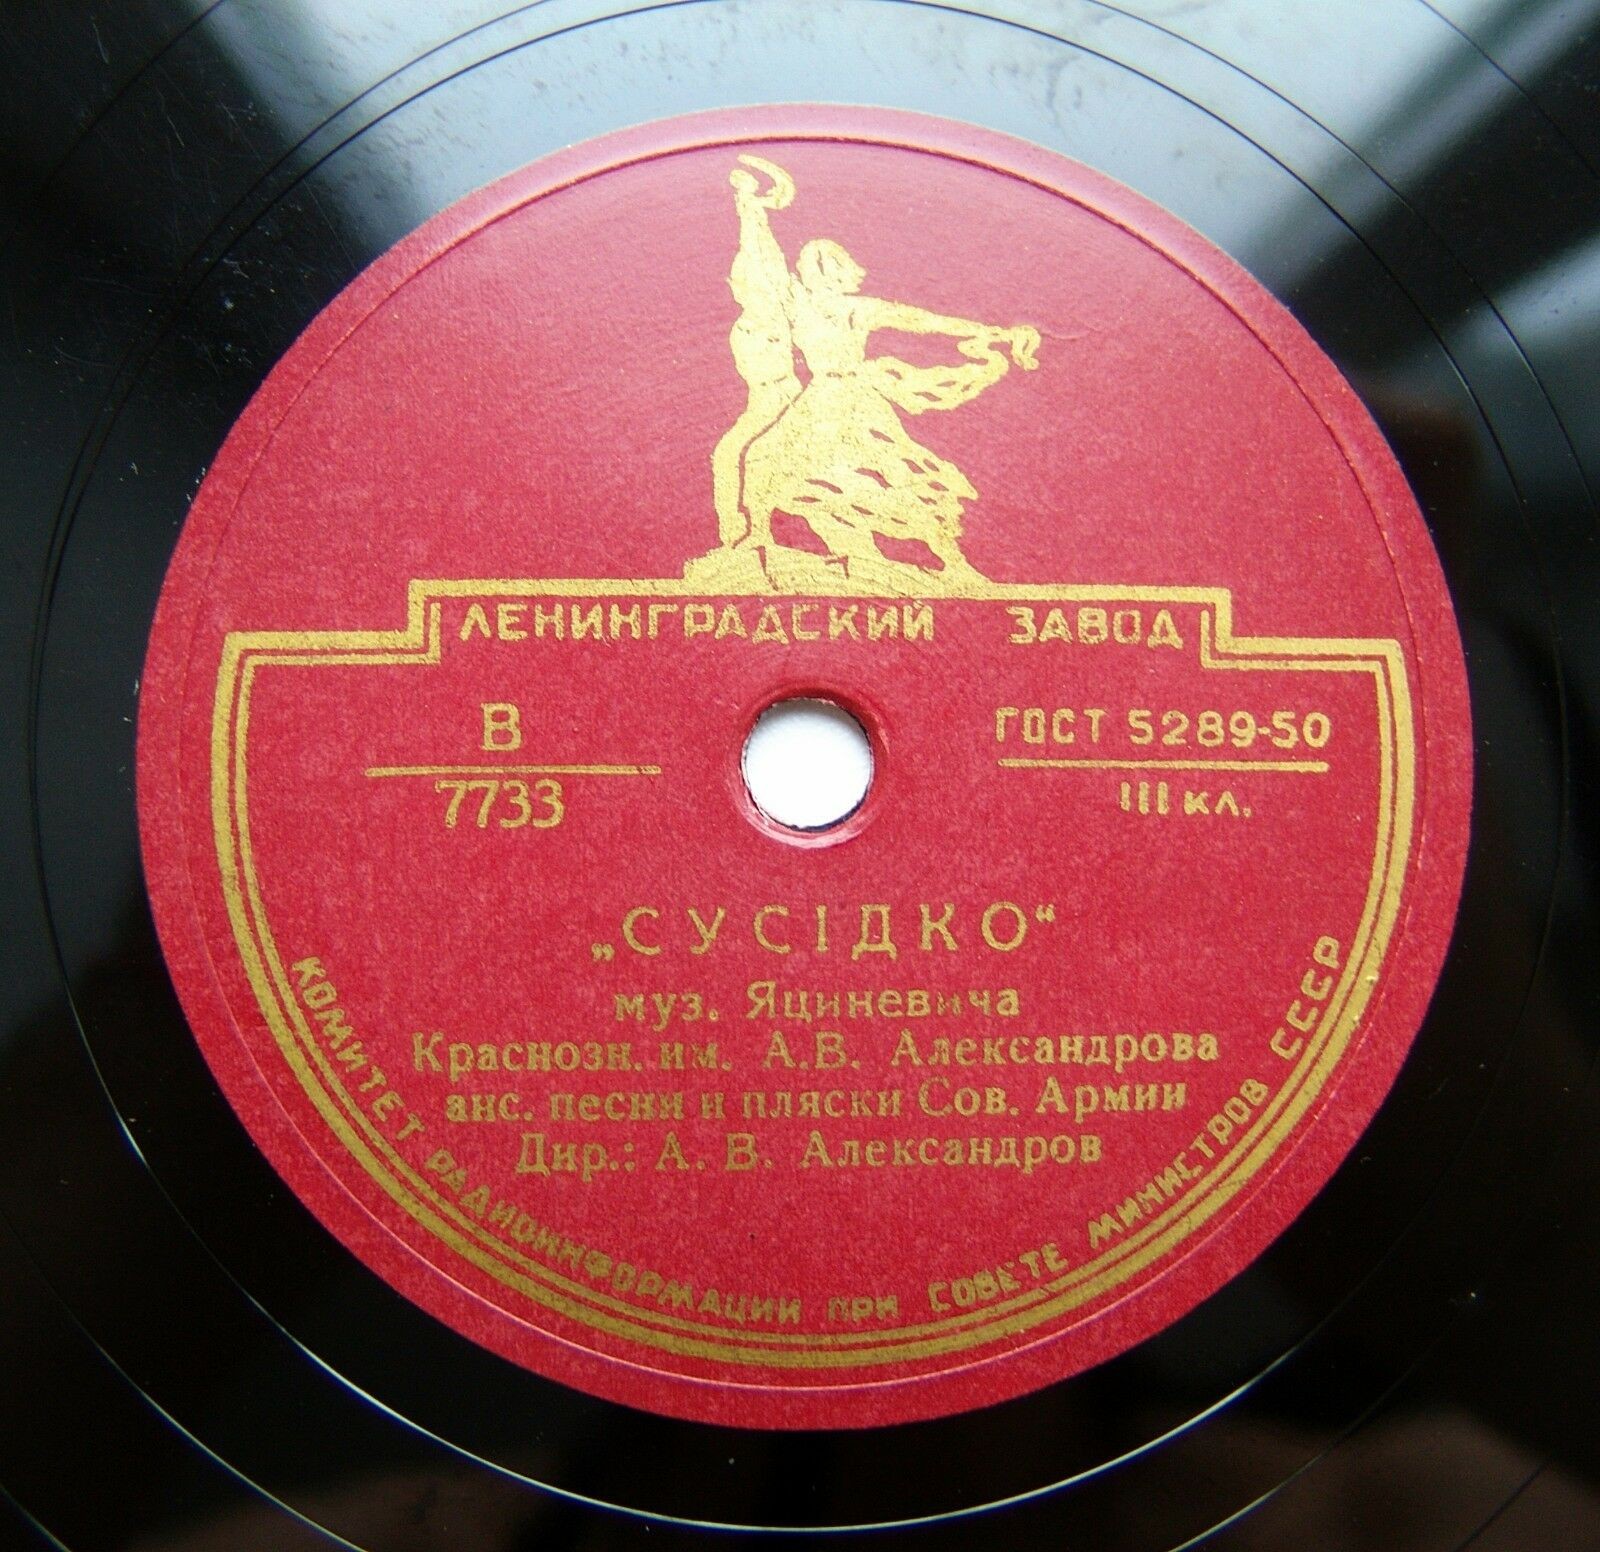 ЛЕНИНГРАДСКИЙ ЗАВОД
В
7733
ГОСТ 5289-50
III кл.
„СУСІДКО“
муз. Яциневича
Краснозн. им. А.В. Александрова
анс. песни и пляски Сов. Армии
Дир.: А. В. Александров
КОМИТЕТ РАДИОИНФОРМАЦИИ ПРИ СОВЕТЕ МИНИСТРОВ СССР